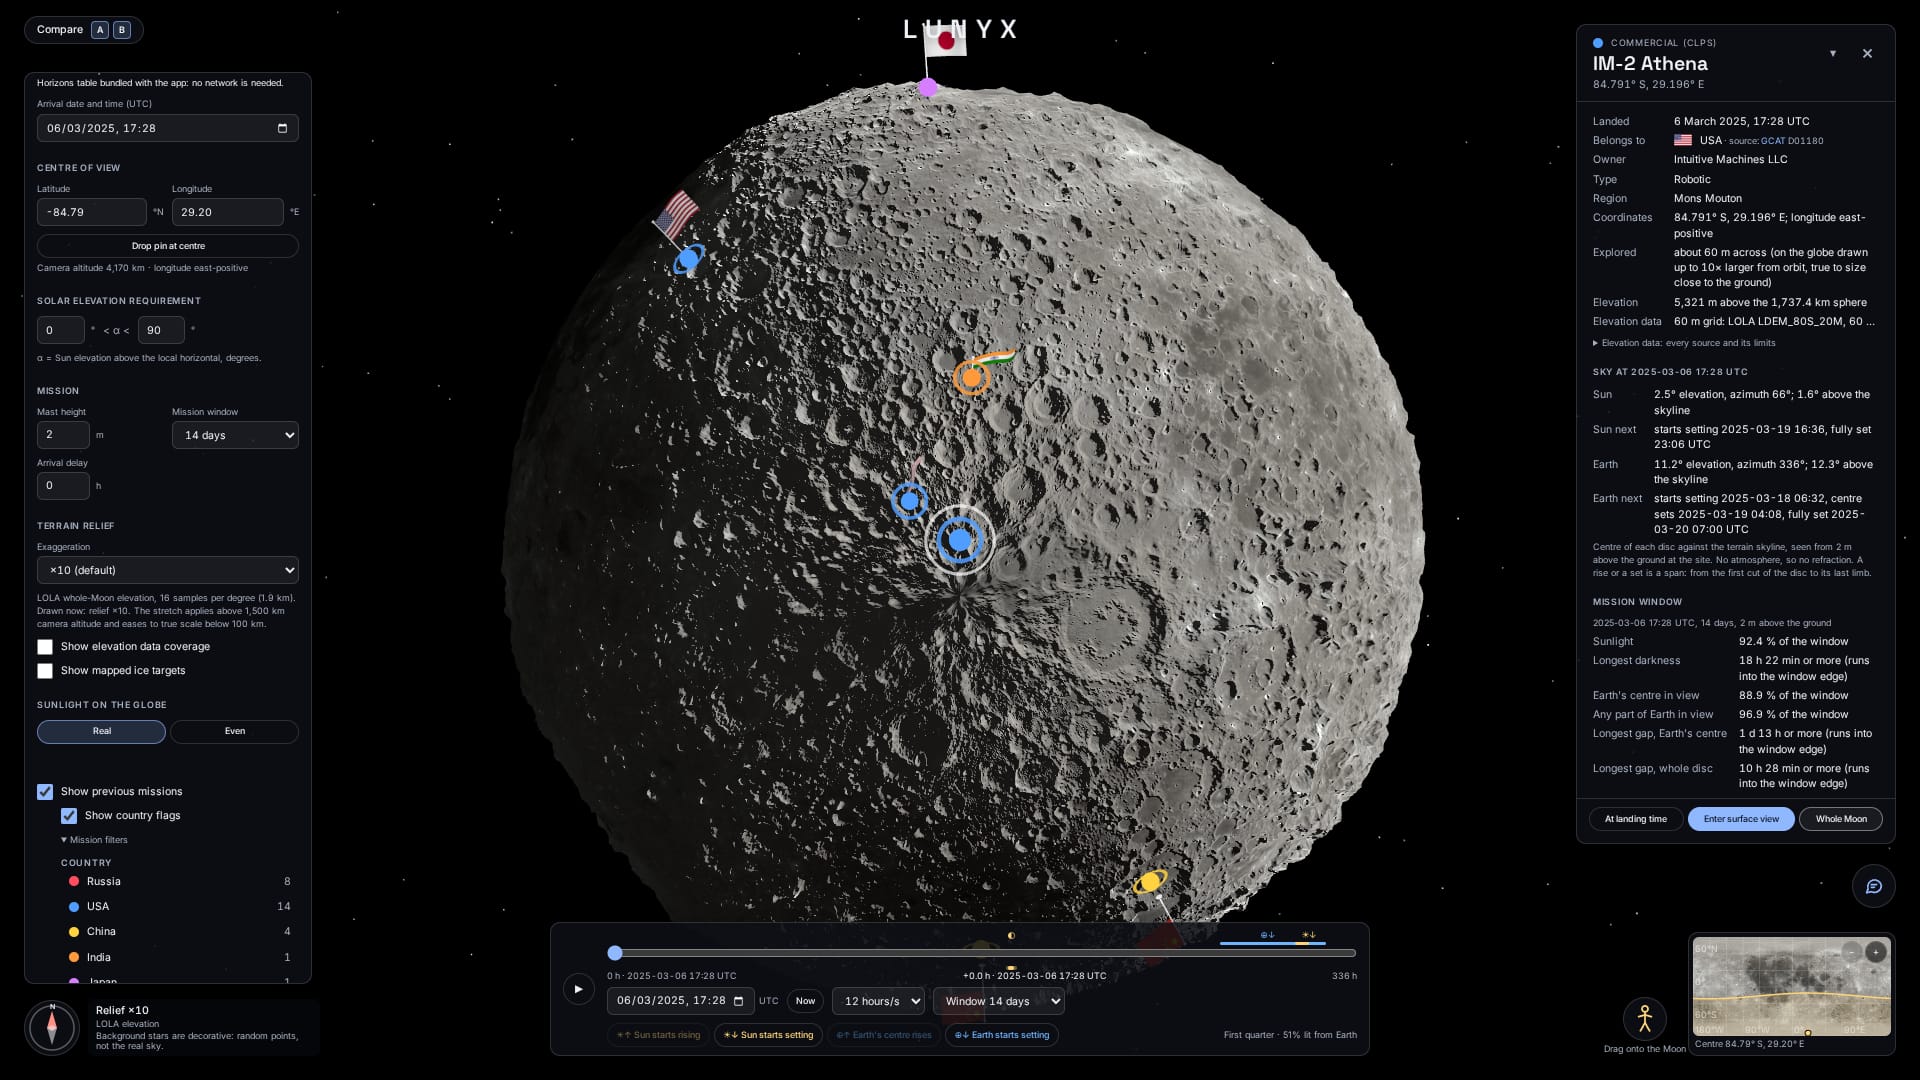 Compare A B
LUNYX
Horizons table bundled with the app: no network is needed.
Arrival date and time (UTC)
06/03/2025, 17:28
CENTRE OF VIEW
Latitude
Longitude
-84.79 °N
29.20 °E
Drop pin at centre
Camera altitude 4,170 km · longitude east-positive
SOLAR ELEVATION REQUIREMENT
0 ° < α < 90 °
α = Sun elevation above the local horizontal, degrees.
MISSION
Mast height
Mission window
2 m
14 days
Arrival delay
0 h
TERRAIN RELIEF
Exaggeration
×10 (default)
LOLA whole-Moon elevation, 16 samples per degree (1.9 km).
Drawn now: relief ×10. The stretch applies above 1,500 km
camera altitude and eases to true scale below 100 km.
Show elevation data coverage
Show mapped ice targets
SUNLIGHT ON THE GLOBE
Real
Even
Show previous missions
Show country flags
▾ Mission filters
COUNTRY
Russia 8
USA 14
China 4
India 1
Japan 1
N
Relief ×10
LOLA elevation
Background stars are decorative: random points,
not the real sky.
COMMERCIAL (CLPS)
IM-2 Athena
84.791° S, 29.196° E
Landed 6 March 2025, 17:28 UTC
Belongs to USA · source: GCAT D01180
Owner Intuitive Machines LLC
Type Robotic
Region Mons Mouton
Coordinates 84.791° S, 29.196° E; longitude east-
positive
Explored about 60 m across (on the globe drawn
up to 10× larger from orbit, true to size
close to the ground)
Elevation 5,321 m above the 1,737.4 km sphere
Elevation data 60 m grid: LOLA LDEM_80S_20M, 60 ...
▸ Elevation data: every source and its limits
SKY AT 2025-03-06 17:28 UTC
Sun 2.5° elevation, azimuth 66°; 1.6° above the
skyline
Sun next starts setting 2025-03-19 16:36, fully set
23:06 UTC
Earth 11.2° elevation, azimuth 336°; 12.3° above
the skyline
Earth next starts setting 2025-03-18 06:32, centre
sets 2025-03-19 04:08, fully set 2025-
03-20 07:00 UTC
Centre of each disc against the terrain skyline, seen from 2 m
above the ground at the site. No atmosphere, so no refraction. A
rise or a set is a span: from the first cut of the disc to its last limb.
MISSION WINDOW
2025-03-06 17:28 UTC, 14 days, 2 m above the ground
Sunlight 92.4 % of the window
Longest darkness 18 h 22 min or more (runs
into the window edge)
Earth's centre in view 88.9 % of the window
Any part of Earth in view 96.9 % of the window
Longest gap, Earth's centre 1 d 13 h or more (runs into
the window edge)
Longest gap, whole disc 10 h 28 min or more (runs
into the window edge)
At landing time
Enter surface view
Whole Moon
0 h · 2025-03-06 17:28 UTC
+0.0 h · 2025-03-06 17:28 UTC
336 h
06/03/2025, 17:28 UTC
Now
12 hours/s
Window 14 days
☀↑ Sun starts rising
☀↓ Sun starts setting
⊕↑ Earth's centre rises
⊕↓ Earth starts setting
First quarter · 51% lit from Earth
Drag onto the Moon
60°N
0°
60°S
180°W 90°W 0° 90°E
Centre 84.79° S, 29.20° E